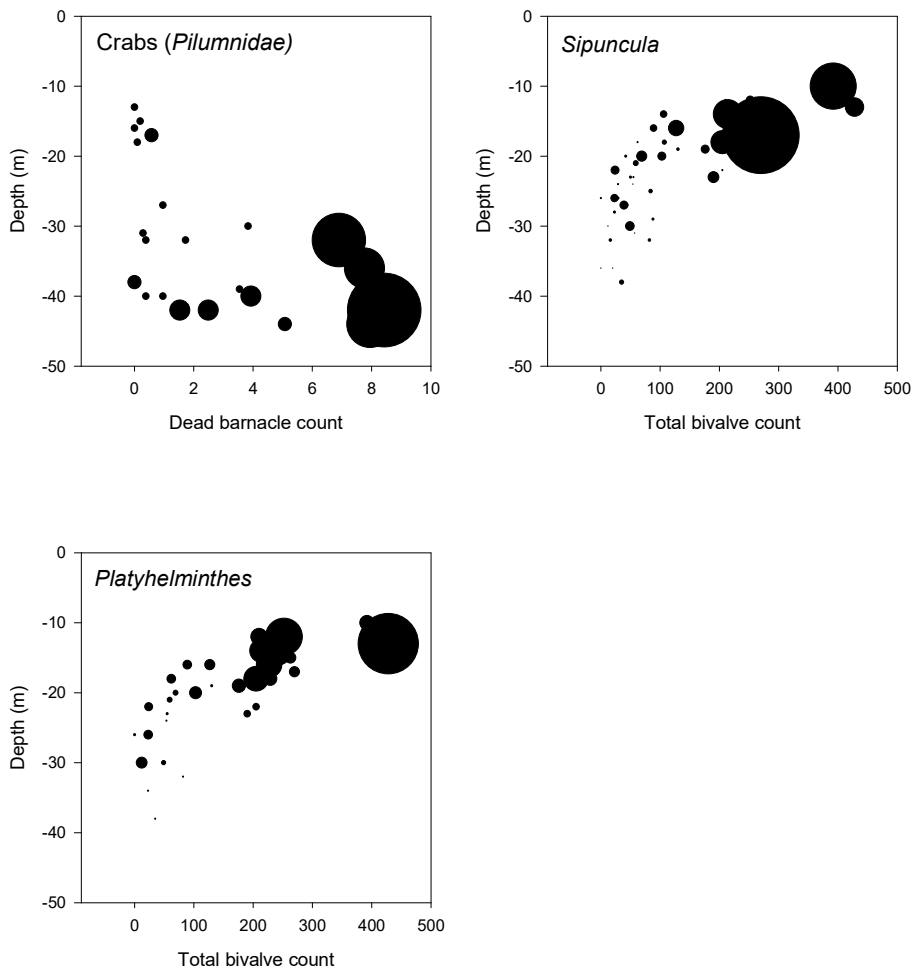 Crabs (Pilumnidae)
0
-10
-20
-30
-40
-50
Depth (m)
0 2 4 6 8 10
Dead barnacle count
Sipuncula
0
-10
-20
-30
-40
-50
Depth (m)
0 100 200 300 400 500
Total bivalve count
Platyhelminthes
0
-10
-20
-30
-40
-50
Depth (m)
0 100 200 300 400 500
Total bivalve count